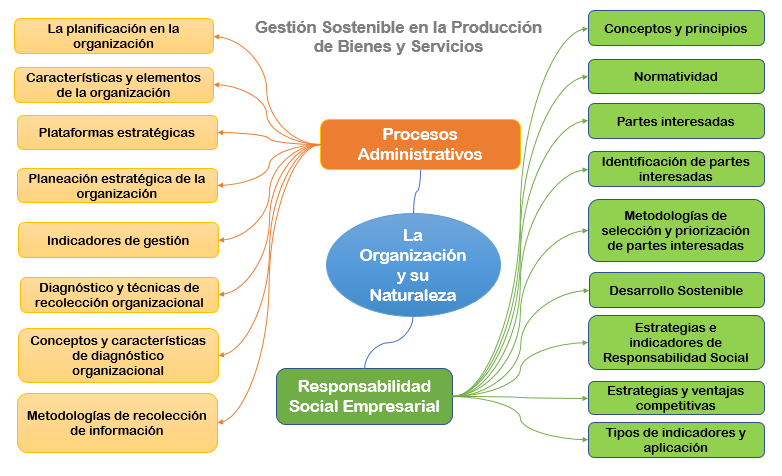 Gestión Sostenible en la Producción
de Bienes y Servicios
La planificación en la
organización
Características y elementos
de la organización
Plataformas estratégicas
Planeación estratégica de la
organización
Indicadores de gestión
Diagnóstico y técnicas de
recolección organizacional
Conceptos y características
de diagnóstico
organizacional
Metodologías de recolección
de información
Procesos
Administrativos
La
Organización
y su
Naturaleza
Responsabilidad
Social Empresarial
Conceptos y principios
Normatividad
Partes interesadas
Identificación de partes
interesadas
Metodologías de
selección y priorización
de partes interesadas
Desarrollo Sostenible
Estrategias e
indicadores de
Responsabilidad Social
Estrategias y ventajas
competitivas
Tipos de indicadores y
aplicación